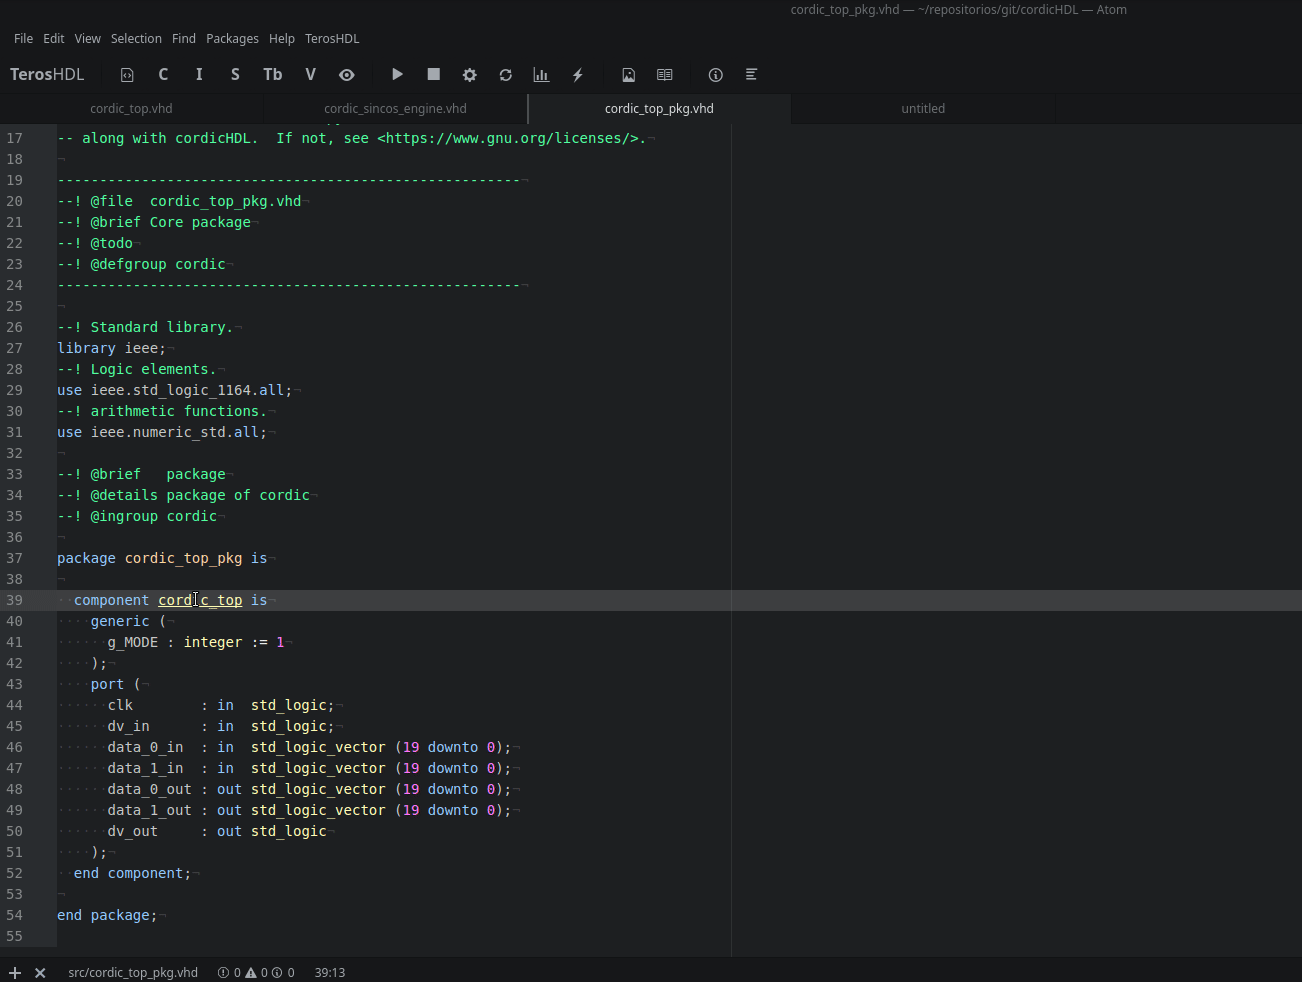 cordic_top_pkg.vhd — ~/repositorios/git/cordicHDL — Atom
File Edit View Selection Find Packages Help TerosHDL
TerosHDL C I S Tb V
cordic_top.vhd cordic_sincos_engine.vhd cordic_top_pkg.vhd untitled
17 -- along with cordicHDL.  If not, see <https://www.gnu.org/licenses/>.¬
18 ¬
19 -------------------------------------------------------¬
20 --! @file  cordic_top_pkg.vhd¬
21 --! @brief Core package¬
22 --! @todo¬
23 --! @defgroup cordic¬
24 -------------------------------------------------------¬
25 ¬
26 --! Standard library.¬
27 library ieee;¬
28 --! Logic elements.¬
29 use ieee.std_logic_1164.all;¬
30 --! arithmetic functions.¬
31 use ieee.numeric_std.all;¬
32 ¬
33 --! @brief   package¬
34 --! @details package of cordic¬
35 --! @ingroup cordic¬
36 ¬
37 package cordic_top_pkg is¬
38 ¬
39 ··component cordic_top is¬
40 ····generic (¬
41 ······g_MODE : integer := 1¬
42 ····);¬
43 ····port (¬
44 ······clk        : in  std_logic;¬
45 ······dv_in      : in  std_logic;¬
46 ······data_0_in  : in  std_logic_vector (19 downto 0);¬
47 ······data_1_in  : in  std_logic_vector (19 downto 0);¬
48 ······data_0_out : out std_logic_vector (19 downto 0);¬
49 ······data_1_out : out std_logic_vector (19 downto 0);¬
50 ······dv_out     : out std_logic¬
51 ····);¬
52 ··end component;¬
53 ¬
54 end package;¬
55
src/cordic_top_pkg.vhd 0 0 0 39:13